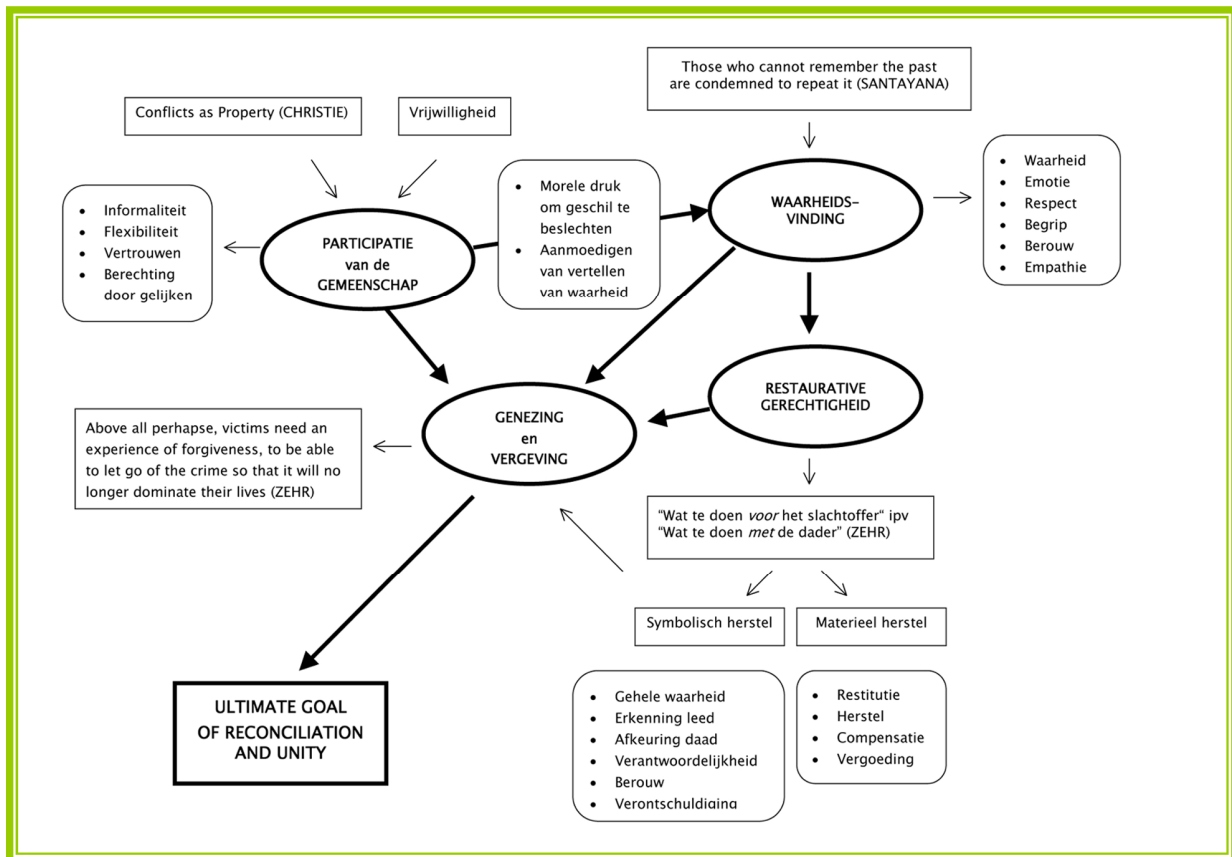 Those who cannot remember the past
are condemned to repeat it (SANTAYANA)
Conflicts as Property (CHRISTIE)
Vrijwilligheid
• Informaliteit
• Flexibiliteit
• Vertrouwen
• Berechting
door gelijken
PARTICIPATIE
van de
GEMEENSCHAP
• Morele druk
om geschil te
beslechten
• Aanmoedigen
van vertellen
van waarheid
WAARHEIDS-
VINDING
• Waarheid
• Emotie
• Respect
• Begrip
• Berouw
• Empathie
Above all perhapse, victims need an
experience of forgiveness, to be able
to let go of the crime so that it will no
longer dominate their lives (ZEHR)
GENEZING
en
VERGEVING
RESTAURATIVE
GERECHTIGHEID
“Wat te doen voor het slachtoffer“ ipv
“Wat te doen met de dader” (ZEHR)
Symbolisch herstel
Materieel herstel
• Gehele waarheid
• Erkenning leed
• Afkeuring daad
• Verantwoordelijkheid
• Berouw
• Verontschuldiging
• Restitutie
• Herstel
• Compensatie
• Vergoeding
ULTIMATE GOAL
OF RECONCILIATION
AND UNITY